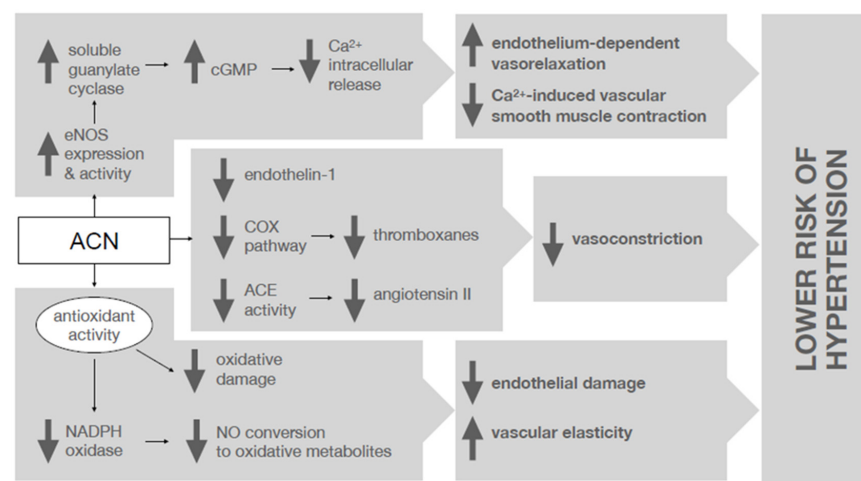 soluble
guanylate
cyclase
cGMP
Ca²⁺
intracellular
release
endothelium-dependent
vasorelaxation
Ca²⁺-induced vascular
smooth muscle contraction
eNOS
expression
& activity
ACN
endothelin-1
COX
pathway
thromboxanes
ACE
activity
angiotensin II
vasoconstriction
antioxidant
activity
oxidative
damage
NADPH
oxidase
NO conversion
to oxidative metabolites
endothelial damage
vascular elasticity
LOWER RISK OF
HYPERTENSION